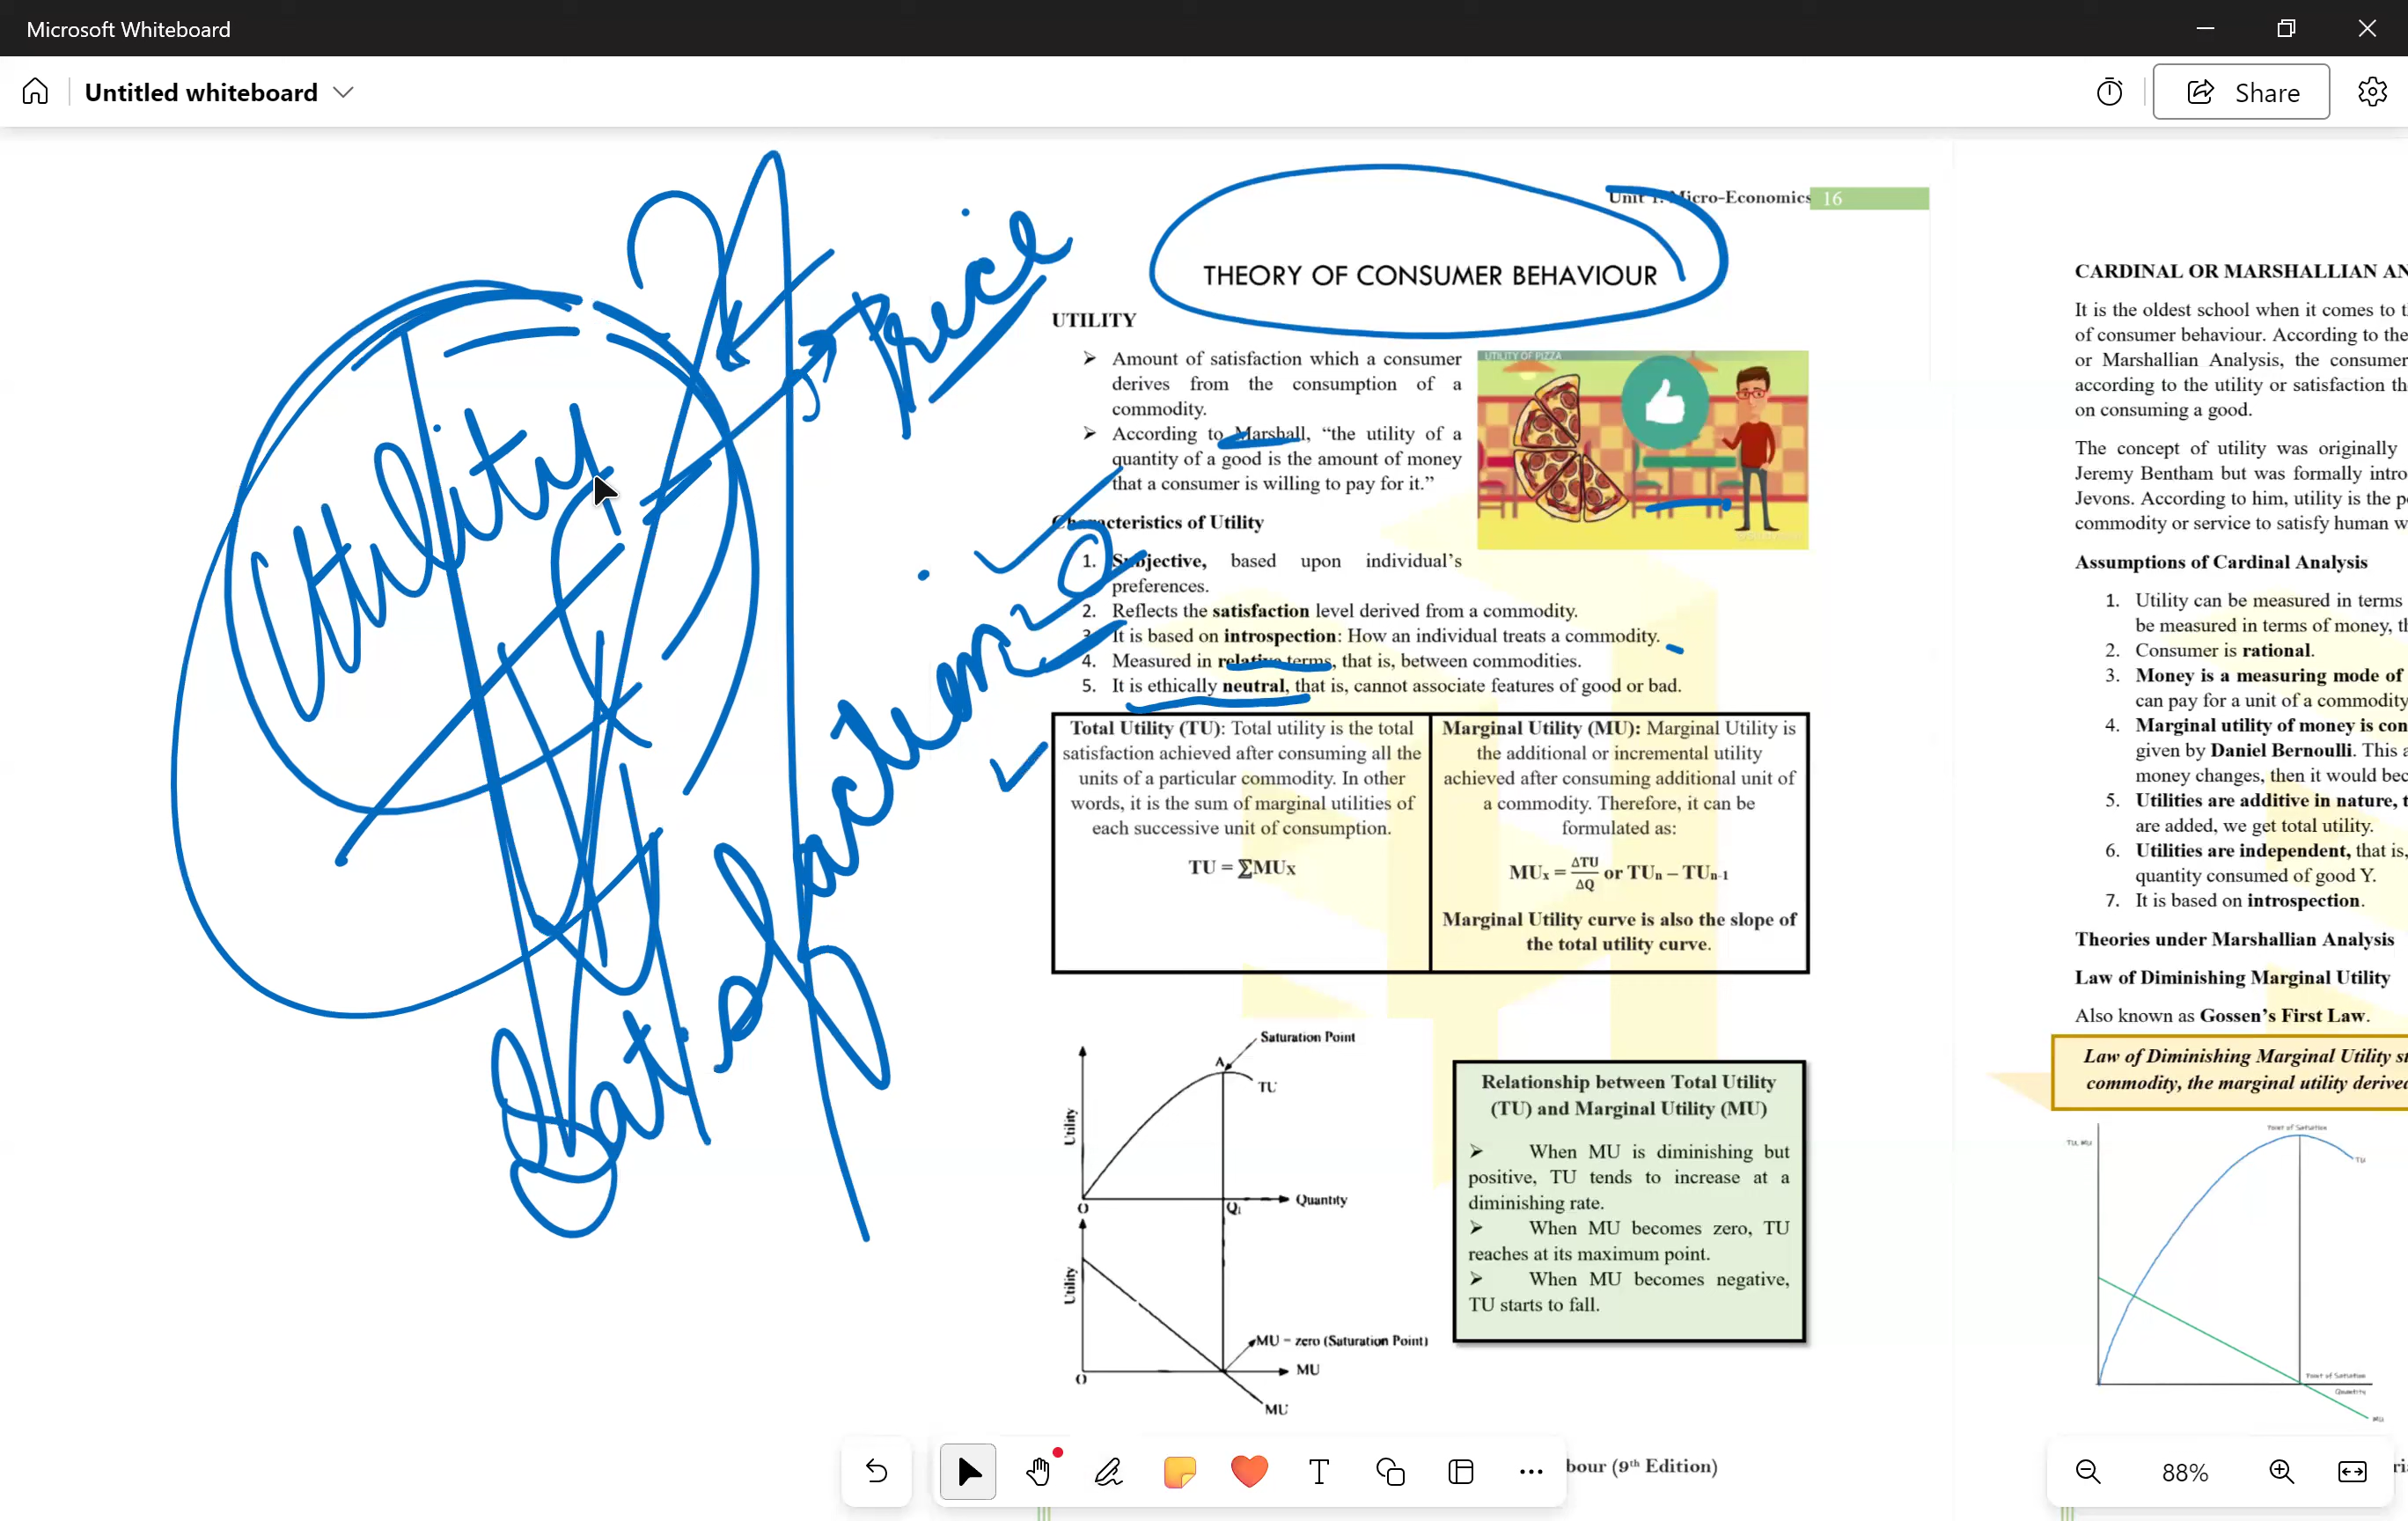 Microsoft Whiteboard
Untitled whiteboard
Share
Utility
Price
Satisfaction
Unit 1: Micro-Economics 16
THEORY OF CONSUMER BEHAVIOUR
UTILITY
➢ Amount of satisfaction which a consumer
derives from the consumption of a
commodity.
➢ According to Marshall, “the utility of a
quantity of a good is the amount of money
that a consumer is willing to pay for it.”
UTILITY OF PIZZA
Characteristics of Utility
1. Subjective, based upon individual’s
preferences.
2. Reflects the satisfaction level derived from a commodity.
3. It is based on introspection: How an individual treats a commodity.
4. Measured in relative terms, that is, between commodities.
5. It is ethically neutral, that is, cannot associate features of good or bad.
Total Utility (TU): Total utility is the total
satisfaction achieved after consuming all the
units of a particular commodity. In other
words, it is the sum of marginal utilities of
each successive unit of consumption.
TU = ∑MUx
Marginal Utility (MU): Marginal Utility is
the additional or incremental utility
achieved after consuming additional unit of
a commodity. Therefore, it can be
formulated as:
MUx = ΔTU/ΔQ or TUn – TUn-1
Marginal Utility curve is also the slope of
the total utility curve.
Saturation Point
A
TU
Utility
Quantity
O
Q1
Utility
MU = zero (Saturation Point)
MU
O
MU
Relationship between Total Utility
(TU) and Marginal Utility (MU)
➢ When MU is diminishing but
positive, TU tends to increase at a
diminishing rate.
➢ When MU becomes zero, TU
reaches at its maximum point.
➢ When MU becomes negative,
TU starts to fall.
bour (9th Edition)
CARDINAL OR MARSHALLIAN AN
It is the oldest school when it comes to t
of consumer behaviour. According to the
or Marshallian Analysis, the consumer
according to the utility or satisfaction th
on consuming a good.
The concept of utility was originally
Jeremy Bentham but was formally intro
Jevons. According to him, utility is the p
commodity or service to satisfy human w
Assumptions of Cardinal Analysis
1. Utility can be measured in terms
be measured in terms of money, th
2. Consumer is rational.
3. Money is a measuring mode of
can pay for a unit of a commodity
4. Marginal utility of money is con
given by Daniel Bernoulli. This a
money changes, then it would bec
5. Utilities are additive in nature, t
are added, we get total utility.
6. Utilities are independent, that is,
quantity consumed of good Y.
7. It is based on introspection.
Theories under Marshallian Analysis
Law of Diminishing Marginal Utility
Also known as Gossen’s First Law.
Law of Diminishing Marginal Utility st
commodity, the marginal utility derived
TU, MU
Point of Saturation
TU
Point of Saturation
Quantity
MU
88%